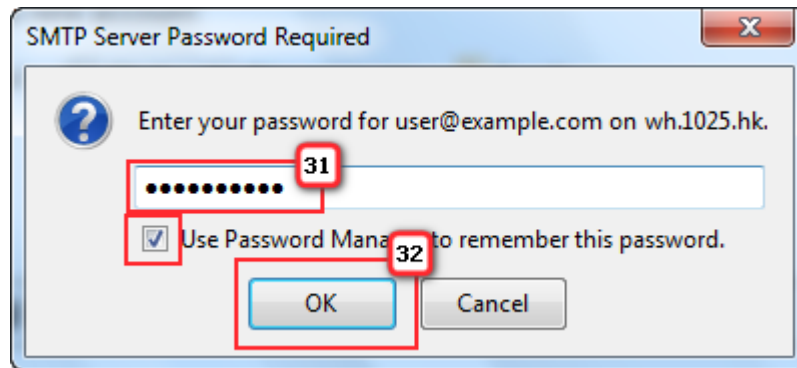 SMTP Server Password Required
Enter your password for user@example.com on wh.1025.hk.
31
••••••••••
Use Password Mana to remember this password.
32
OK
Cancel